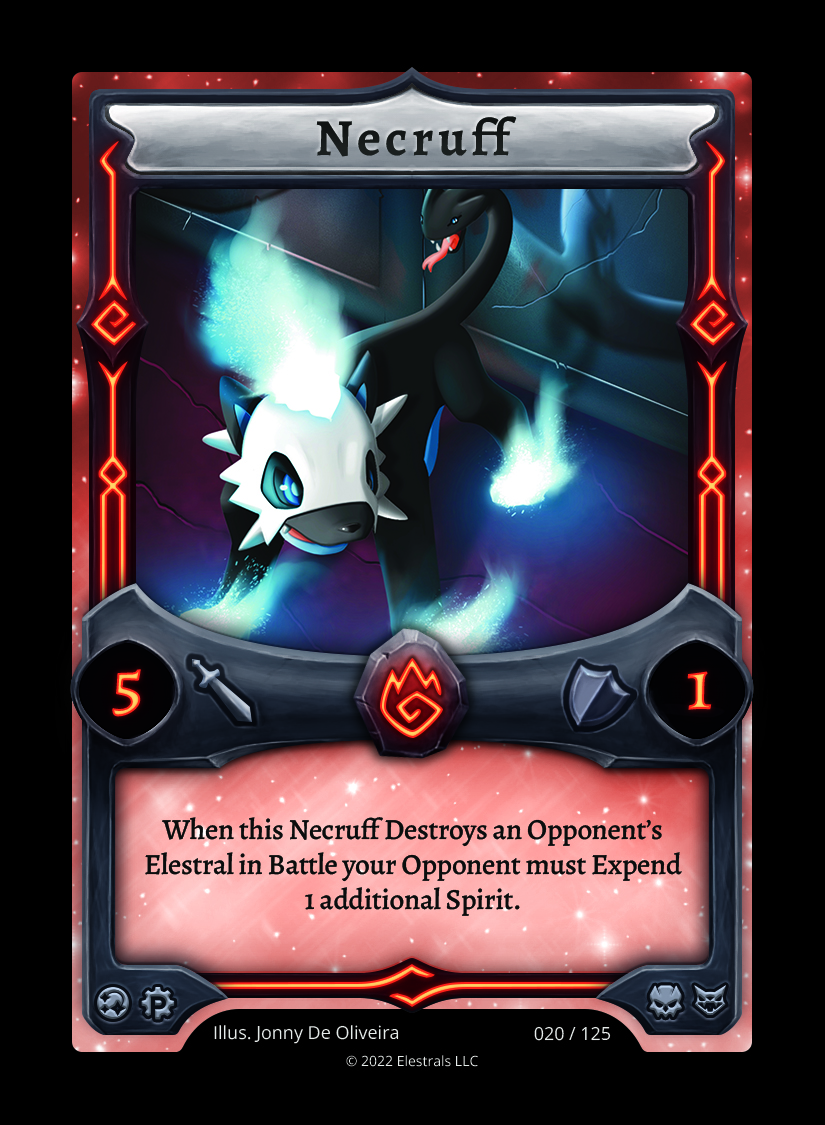 Necruff
5
1
When this Necruff Destroys an Opponent's
Elestral in Battle your Opponent must Expend
1 additional Spirit.
P
Illus. Jonny De Oliveira
020 / 125
© 2022 Elestrals LLC